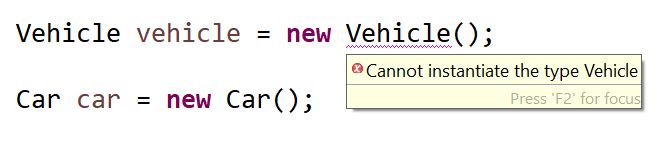 Vehicle vehicle = new Vehicle();
Cannot instantiate the type Vehicle
Press 'F2' for focus
Car car = new Car();